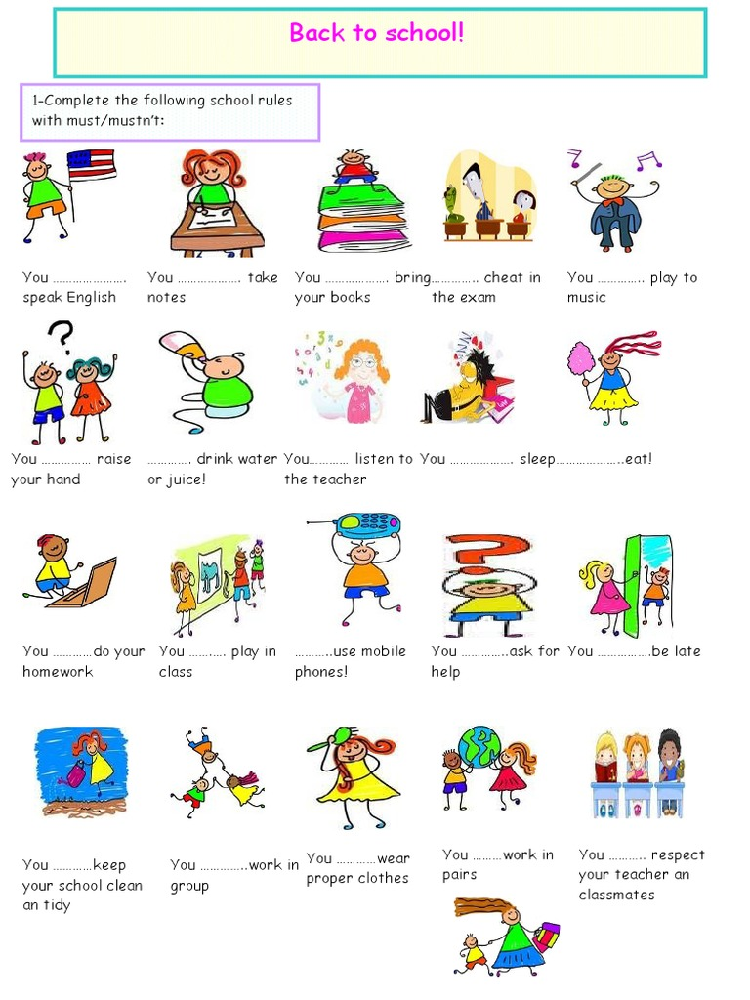 Back to school!
1-Complete the following school rules
with must/mustn't:
You ………………….
speak English
You ………………. take
notes
You ………………. bring
your books
………….. cheat in
the exam
You ………….. play to
music
You …………… raise
your hand
…………. drink water
or juice!
You………… listen to
the teacher
You ………………. sleep
………………..eat!
You …………do your
homework
You ……..… play in
class
………..use mobile
phones!
You …………..ask for
help
You …………….be late
You …………keep
your school clean
an tidy
You …………..work in
group
You …………wear
proper clothes
You ………work in
pairs
You ……….. respect
your teacher an
classmates